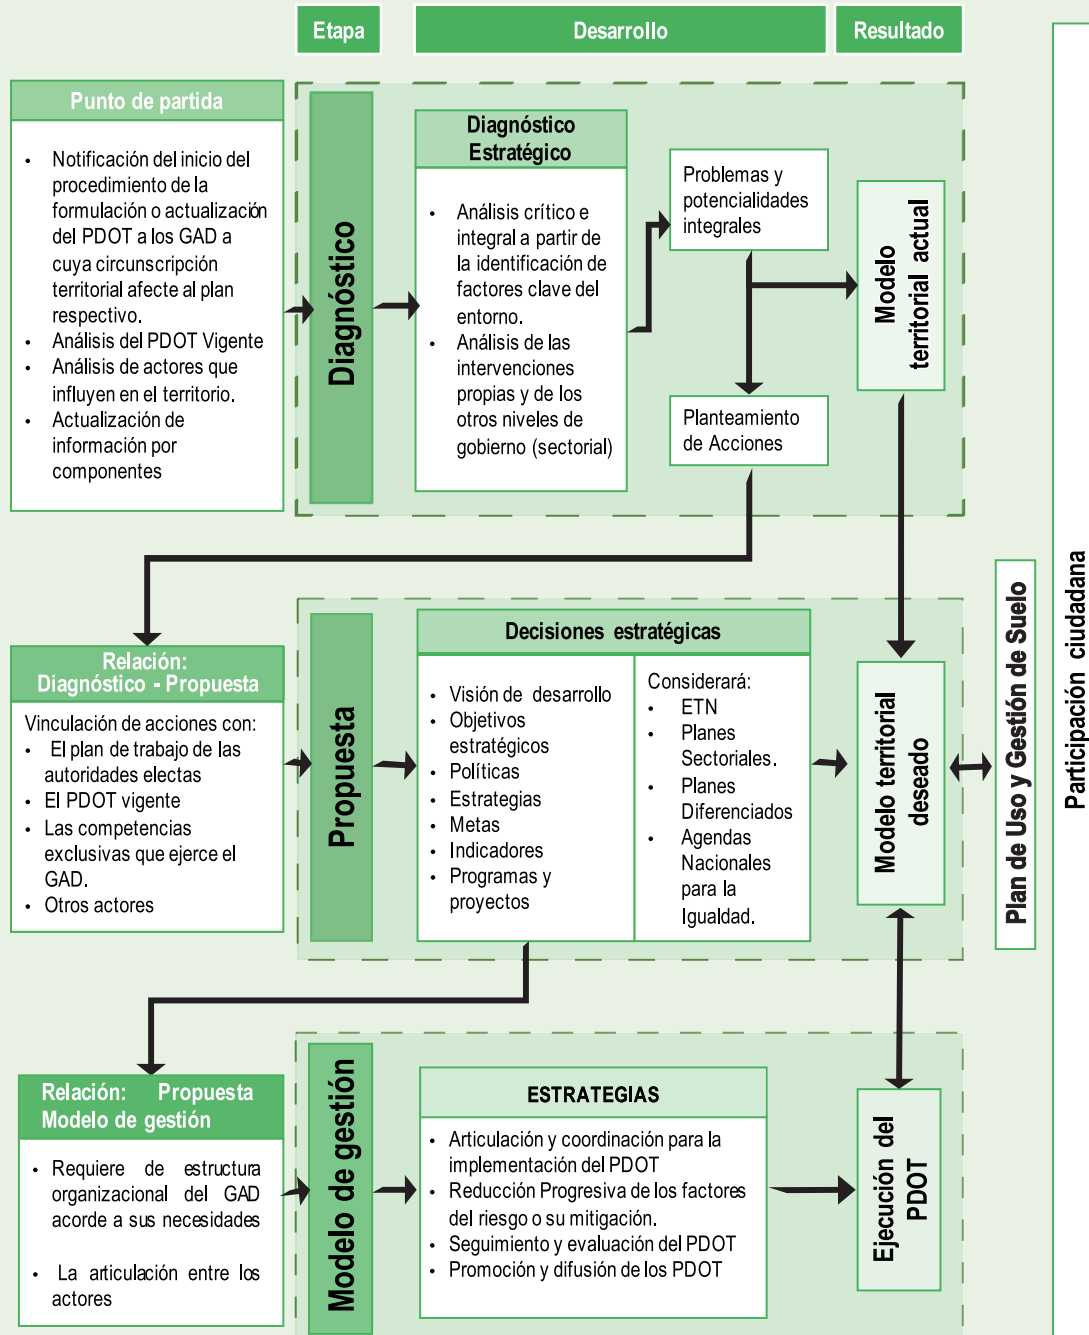 Etapa
Desarrollo
Resultado
Punto de partida
• Notificación del inicio del
procedimiento de la
formulación o actualización
del PDOT a los GAD a
cuya circunscripción
territorial afecte al plan
respectivo.
• Análisis del PDOT Vigente
• Análisis de actores que
influyen en el territorio.
• Actualización de
información por
componentes
Diagnóstico
Diagnóstico
Estratégico
• Análisis crítico e
integral a partir de
la identificación de
factores clave del
entorno.
• Análisis de las
intervenciones
propias y de los
otros niveles de
gobierno (sectorial)
Problemas y
potencialidades
integrales
Planteamiento
de Acciones
Modelo
territorial actual
Relación:
Diagnóstico - Propuesta
Vinculación de acciones con:
• El plan de trabajo de las
autoridades electas
• El PDOT vigente
• Las competencias
exclusivas que ejerce el
GAD.
• Otros actores
Propuesta
Decisiones estratégicas
• Visión de desarrollo
• Objetivos
estratégicos
• Políticas
• Estrategias
• Metas
• Indicadores
• Programas y
proyectos
Considerará:
• ETN
• Planes
Sectoriales.
• Planes
Diferenciados
• Agendas
Nacionales
para la
Igualdad.
Modelo territorial
deseado
Plan de Uso y Gestión de Suelo
Participación ciudadana
Relación: Propuesta
Modelo de gestión
• Requiere de estructura
organizacional del GAD
acorde a sus necesidades
• La articulación entre los
actores
Modelo de gestión
ESTRATEGIAS
• Articulación y coordinación para la
implementación del PDOT
• Reducción Progresiva de los factores
del riesgo o su mitigación.
• Seguimiento y evaluación del PDOT
• Promoción y difusión de los PDOT
Ejecución del
PDOT